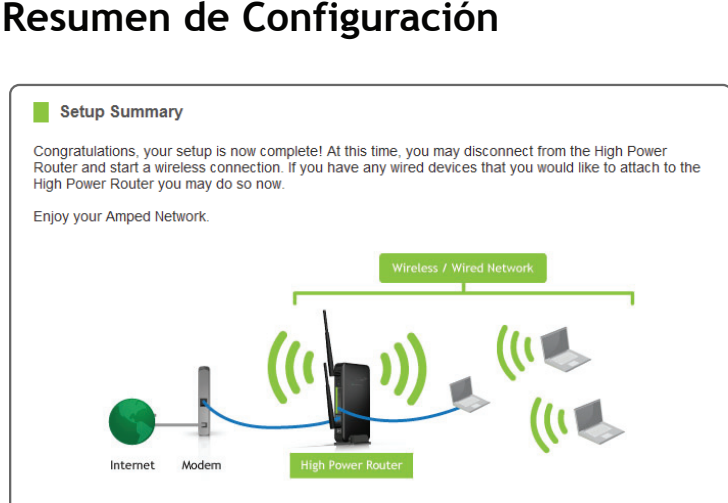 Resumen de Configuración
Setup Summary
Congratulations, your setup is now complete! At this time, you may disconnect from the High Power
Router and start a wireless connection. If you have any wired devices that you would like to attach to the
High Power Router you may do so now.
Enjoy your Amped Network.
Wireless / Wired Network
Internet
Modem
High Power Router